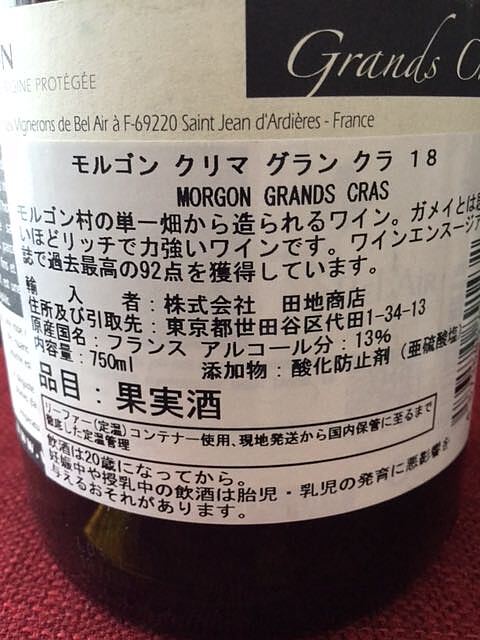 N
PROTÉGÉE
Grands C
Vignerons de Bel Air à F-69220 Saint Jean d'Ardières - France
モルゴン クリマ グラン クラ 18
MORGON GRANDS CRAS
モルゴン村の単一畑から造られるワイン。ガメイとは
いほどリッチで力強いワインです。ワインエンスージア
誌で過去最高の92点を獲得しています。
輸入者：株式会社 田地商店
住所及び引取先：東京都世田谷区代田1-34-13
原産国名：フランス アルコール分：13%
内容量：750ml 添加物：酸化防止剤（亜硫酸塩）
品目：果実酒
リーファー（定温）コンテナー使用、現地発送から国内保管に至るまで
徹底した定温管理
飲酒は20歳になってから。
妊娠中や授乳中の飲酒は胎児・乳児の発育に悪影響を
与えるおそれがあります。